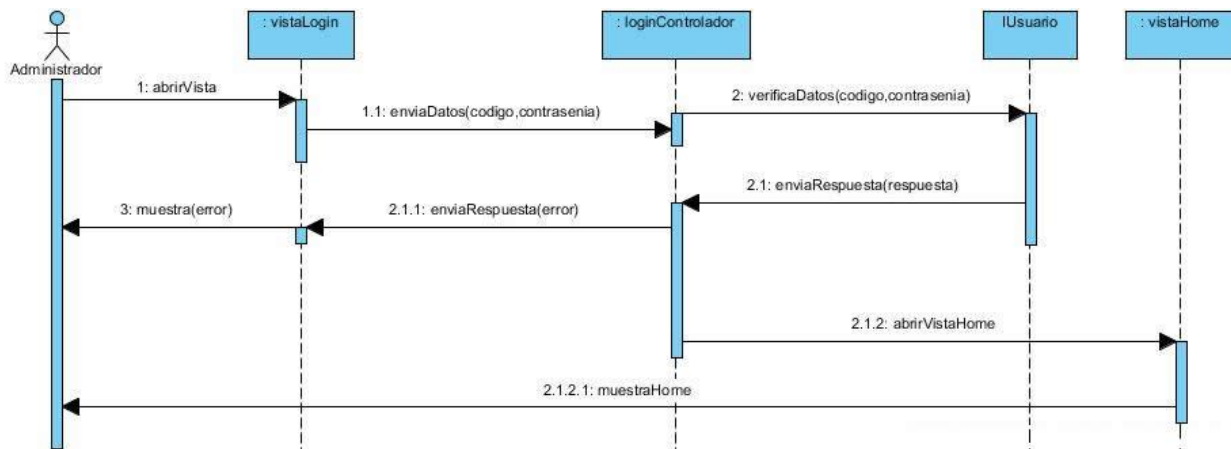 : vistaLogin
: loginControlador
IUsuario
: vistaHome
Administrador
1: abrirVista
1.1: enviaDatos(codigo,contrasenia)
2: verificaDatos(codigo,contrasenia)
2.1: enviaRespuesta(respuesta)
3: muestra(error)
2.1.1: enviaRespuesta(error)
2.1.2: abrirVistaHome
2.1.2.1: muestraHome